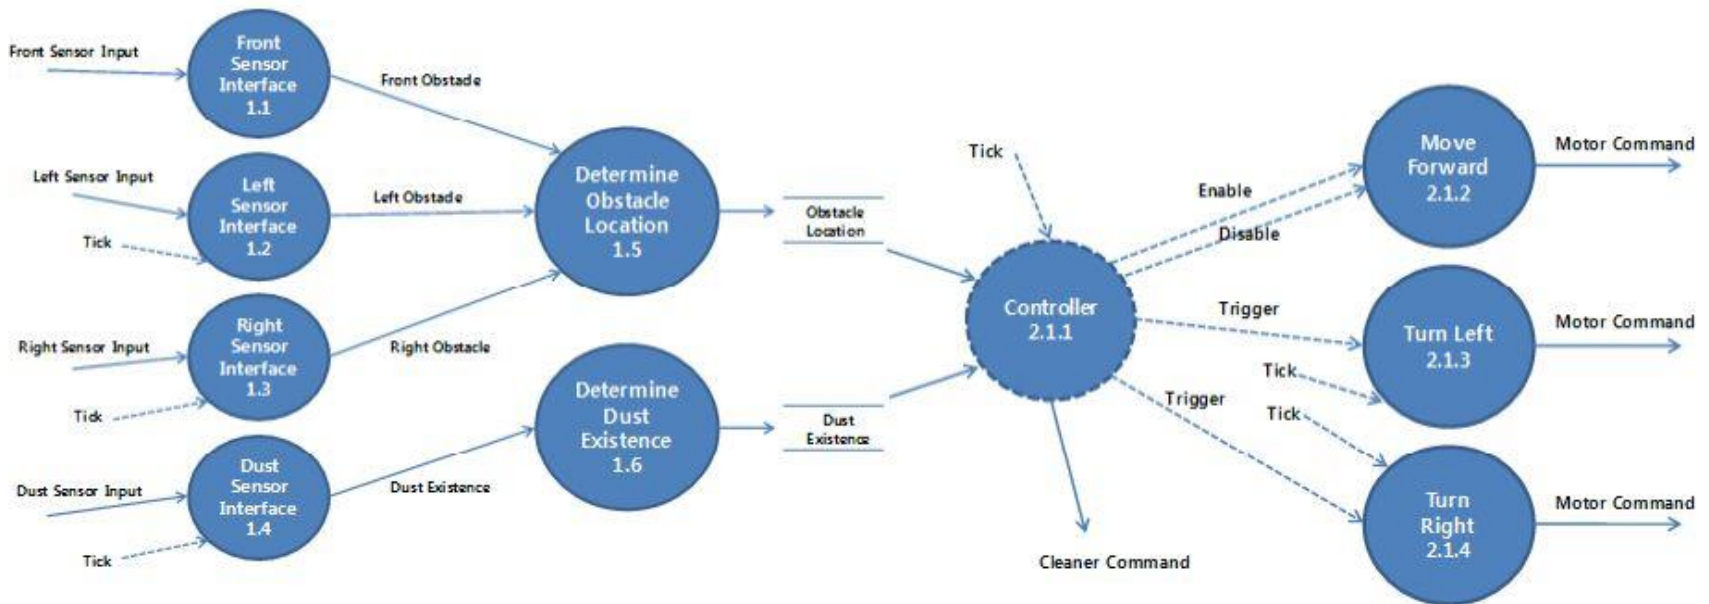 Front Sensor Input
Front
Sensor
Interface
1.1
Front Obstade
Left Sensor Input
Tick
Left
Sensor
Interface
1.2
Left Obstade
Right Sensor Input
Tick
Right
Sensor
Interface
1.3
Right Obstacle
Dust Sensor Input
Tick
Dust
Sensor
Interface
1.4
Dust Existence
Determine
Obstacle
Location
1.5
Determine
Dust
Existence
1.6
Obstacle
Location
Dust
Existence
Tick
Controller
2.1.1
Cleaner Command
Enable
Disable
Trigger
Tick
Trigger
Tick
Move
Forward
2.1.2
Motor Command
Turn Left
2.1.3
Motor Command
Turn
Right
2.1.4
Motor Command